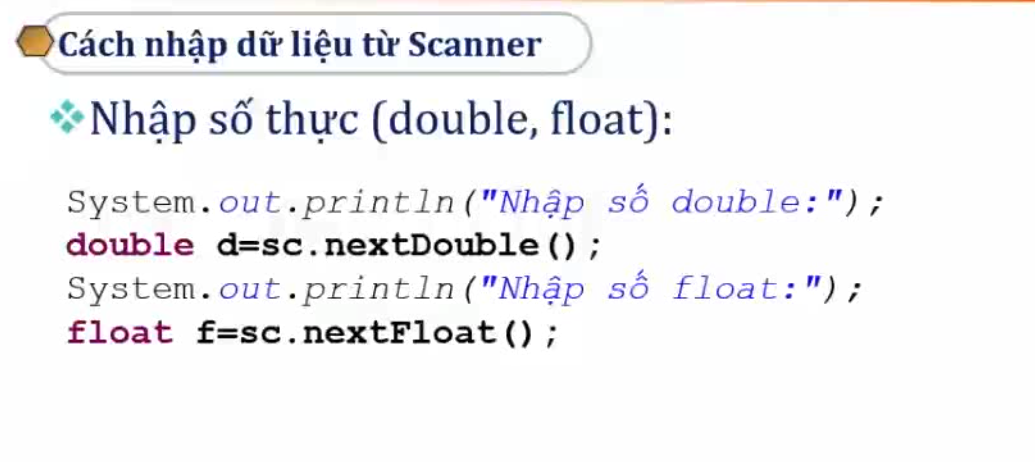 Cách nhập dữ liệu từ Scanner
Nhập số thực (double, float):
System.out.println("Nhập số double:");
double d=sc.nextDouble();
System.out.println("Nhập số float:");
float f=sc.nextFloat();